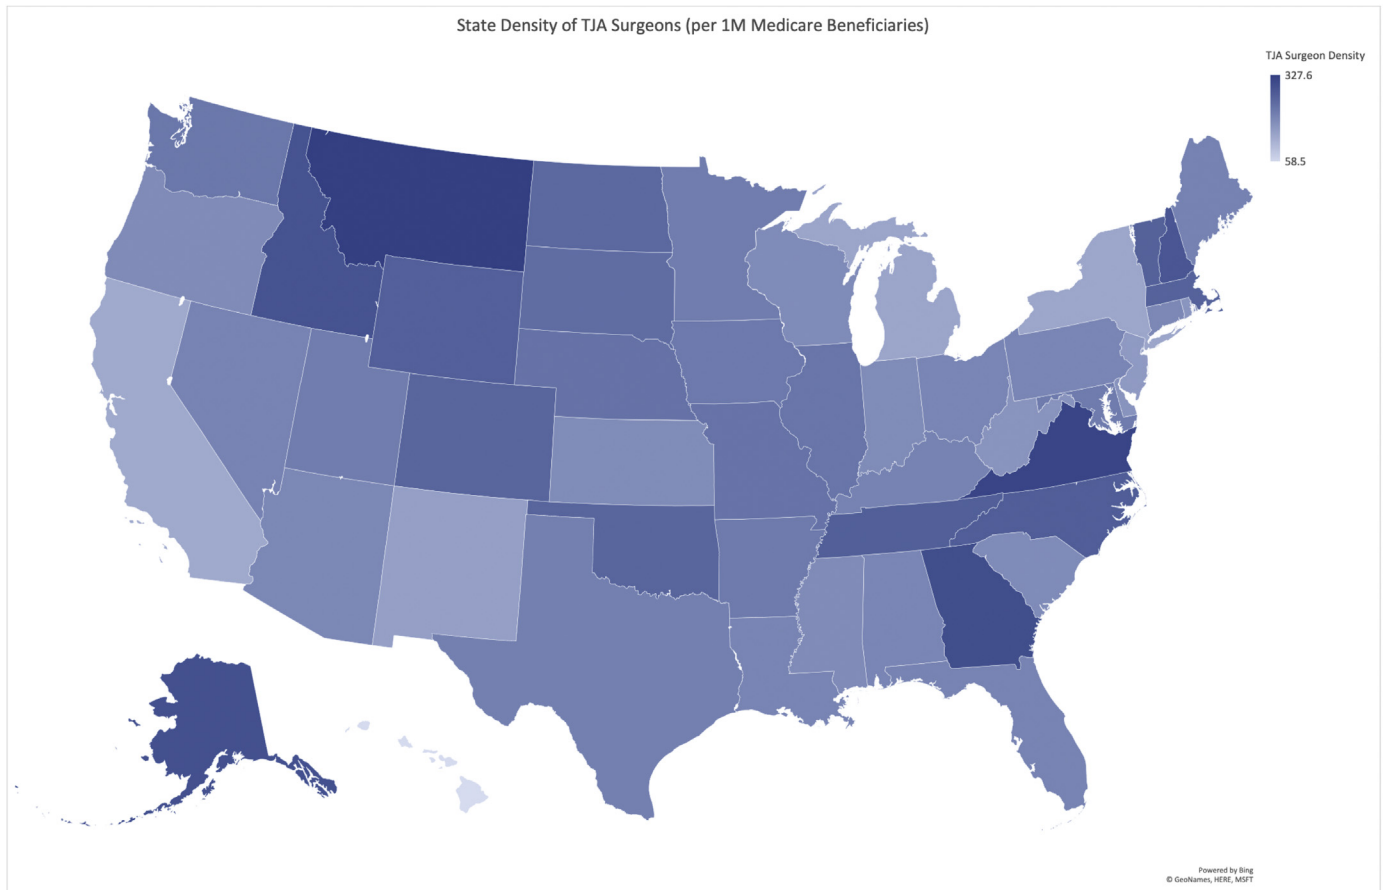 State Density of TJA Surgeons (per 1M Medicare Beneficiaries)
TJA Surgeon Density
327.6
58.5
Powered by Bing
© GeoNames, HERE, MSFT